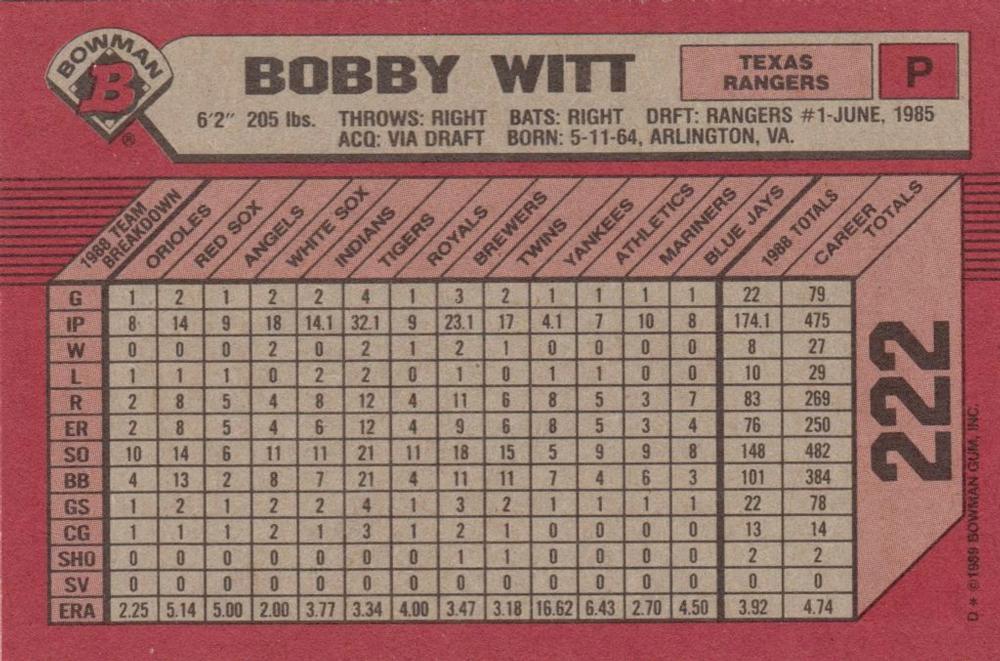 BOWMAN
B
®
BOBBY WITT
TEXAS RANGERS
P
6'2" 205 lbs. THROWS: RIGHT BATS: RIGHT DRFT: RANGERS #1-JUNE, 1985
ACQ: VIA DRAFT BORN: 5-11-64, ARLINGTON, VA.
1988 TEAM BREAKDOWN ORIOLES RED SOX ANGELS WHITE SOX INDIANS TIGERS ROYALS BREWERS TWINS YANKEES ATHLETICS MARINERS BLUE JAYS 1988 TOTALS CAREER TOTALS
G 1 2 1 2 2 4 1 3 2 1 1 1 1 22 79
IP 8 14 9 18 14.1 32.1 9 23.1 17 4.1 7 10 8 174.1 475
W 0 0 0 2 0 2 1 2 1 0 0 0 0 8 27
L 1 1 1 0 2 2 0 1 0 1 1 0 0 10 29
R 2 8 5 4 8 12 4 11 6 8 5 3 7 83 269
ER 2 8 5 4 6 12 4 9 6 8 5 3 4 76 250
SO 10 14 6 11 11 21 11 18 15 5 9 9 8 148 482
BB 4 13 2 8 7 21 4 11 11 7 4 6 3 101 384
GS 1 2 1 2 2 4 1 3 2 1 1 1 1 22 78
CG 1 1 1 2 1 3 1 2 1 0 0 0 0 13 14
SHO 0 0 0 0 0 0 0 1 1 0 0 0 0 2 2
SV 0 0 0 0 0 0 0 0 0 0 0 0 0 0 0
ERA 2.25 5.14 5.00 2.00 3.77 3.34 4.00 3.47 3.18 16.62 6.43 2.70 4.50 3.92 4.74
222
D * ©1989 BOWMAN GUM, INC.